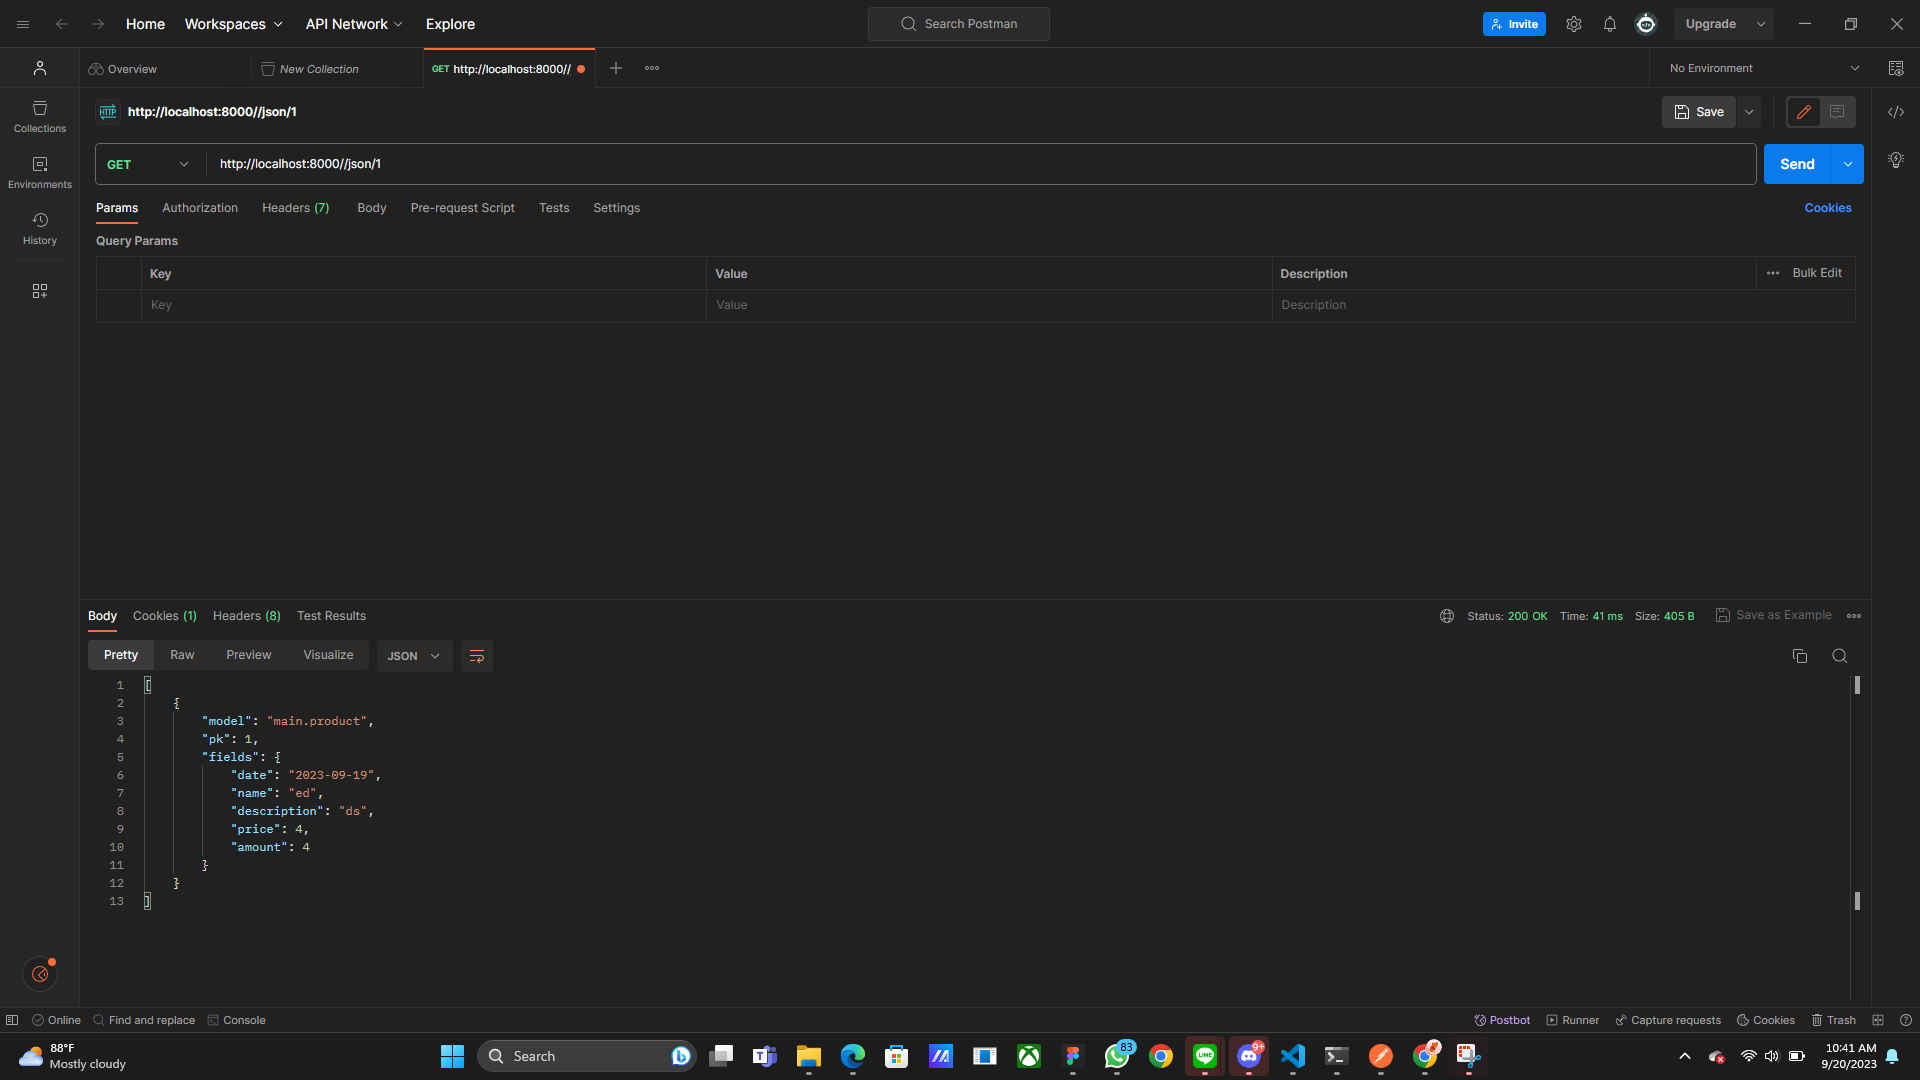 Home Workspaces API Network Explore Search Postman Invite Upgrade
Overview New Collection GET http://localhost:8000// No Environment
HTTP http://localhost:8000//json/1 Save
Collections
GET http://localhost:8000//json/1 Send
Environments
Params Authorization Headers (7) Body Pre-request Script Tests Settings Cookies
History
Query Params
Key Value Description Bulk Edit
Key Value Description
Body Cookies (1) Headers (8) Test Results Status: 200 OK Time: 41 ms Size: 405 B Save as Example
Pretty Raw Preview Visualize JSON
1 [
2 {
3 "model": "main.product",
4 "pk": 1,
5 "fields": {
6 "date": "2023-09-19",
7 "name": "ed",
8 "description": "ds",
9 "price": 4,
10 "amount": 4
11 }
12 }
13 ]
Online Find and replace Console Postbot Runner Capture requests Cookies Trash
88°F
Mostly cloudy
Search
83
LINE
9+
10:41 AM
9/20/2023